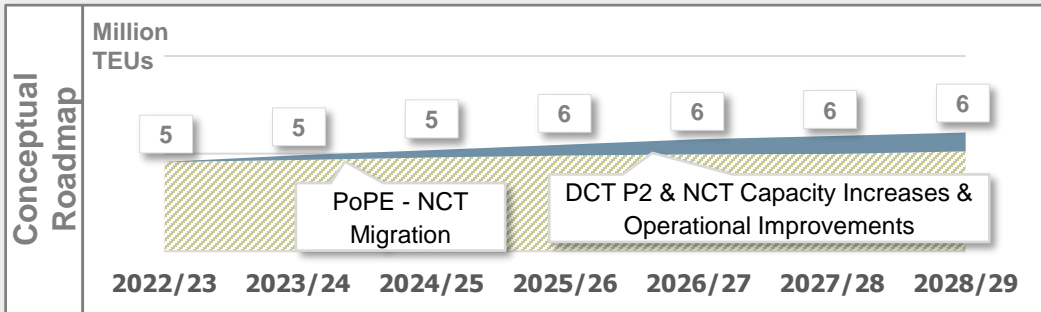 Conceptual
Roadmap
Million
TEUs
5
5
5
6
6
6
6
PoPE - NCT
Migration
DCT P2 & NCT Capacity Increases &
Operational Improvements
2022/23
2023/24
2024/25
2025/26
2026/27
2027/28
2028/29